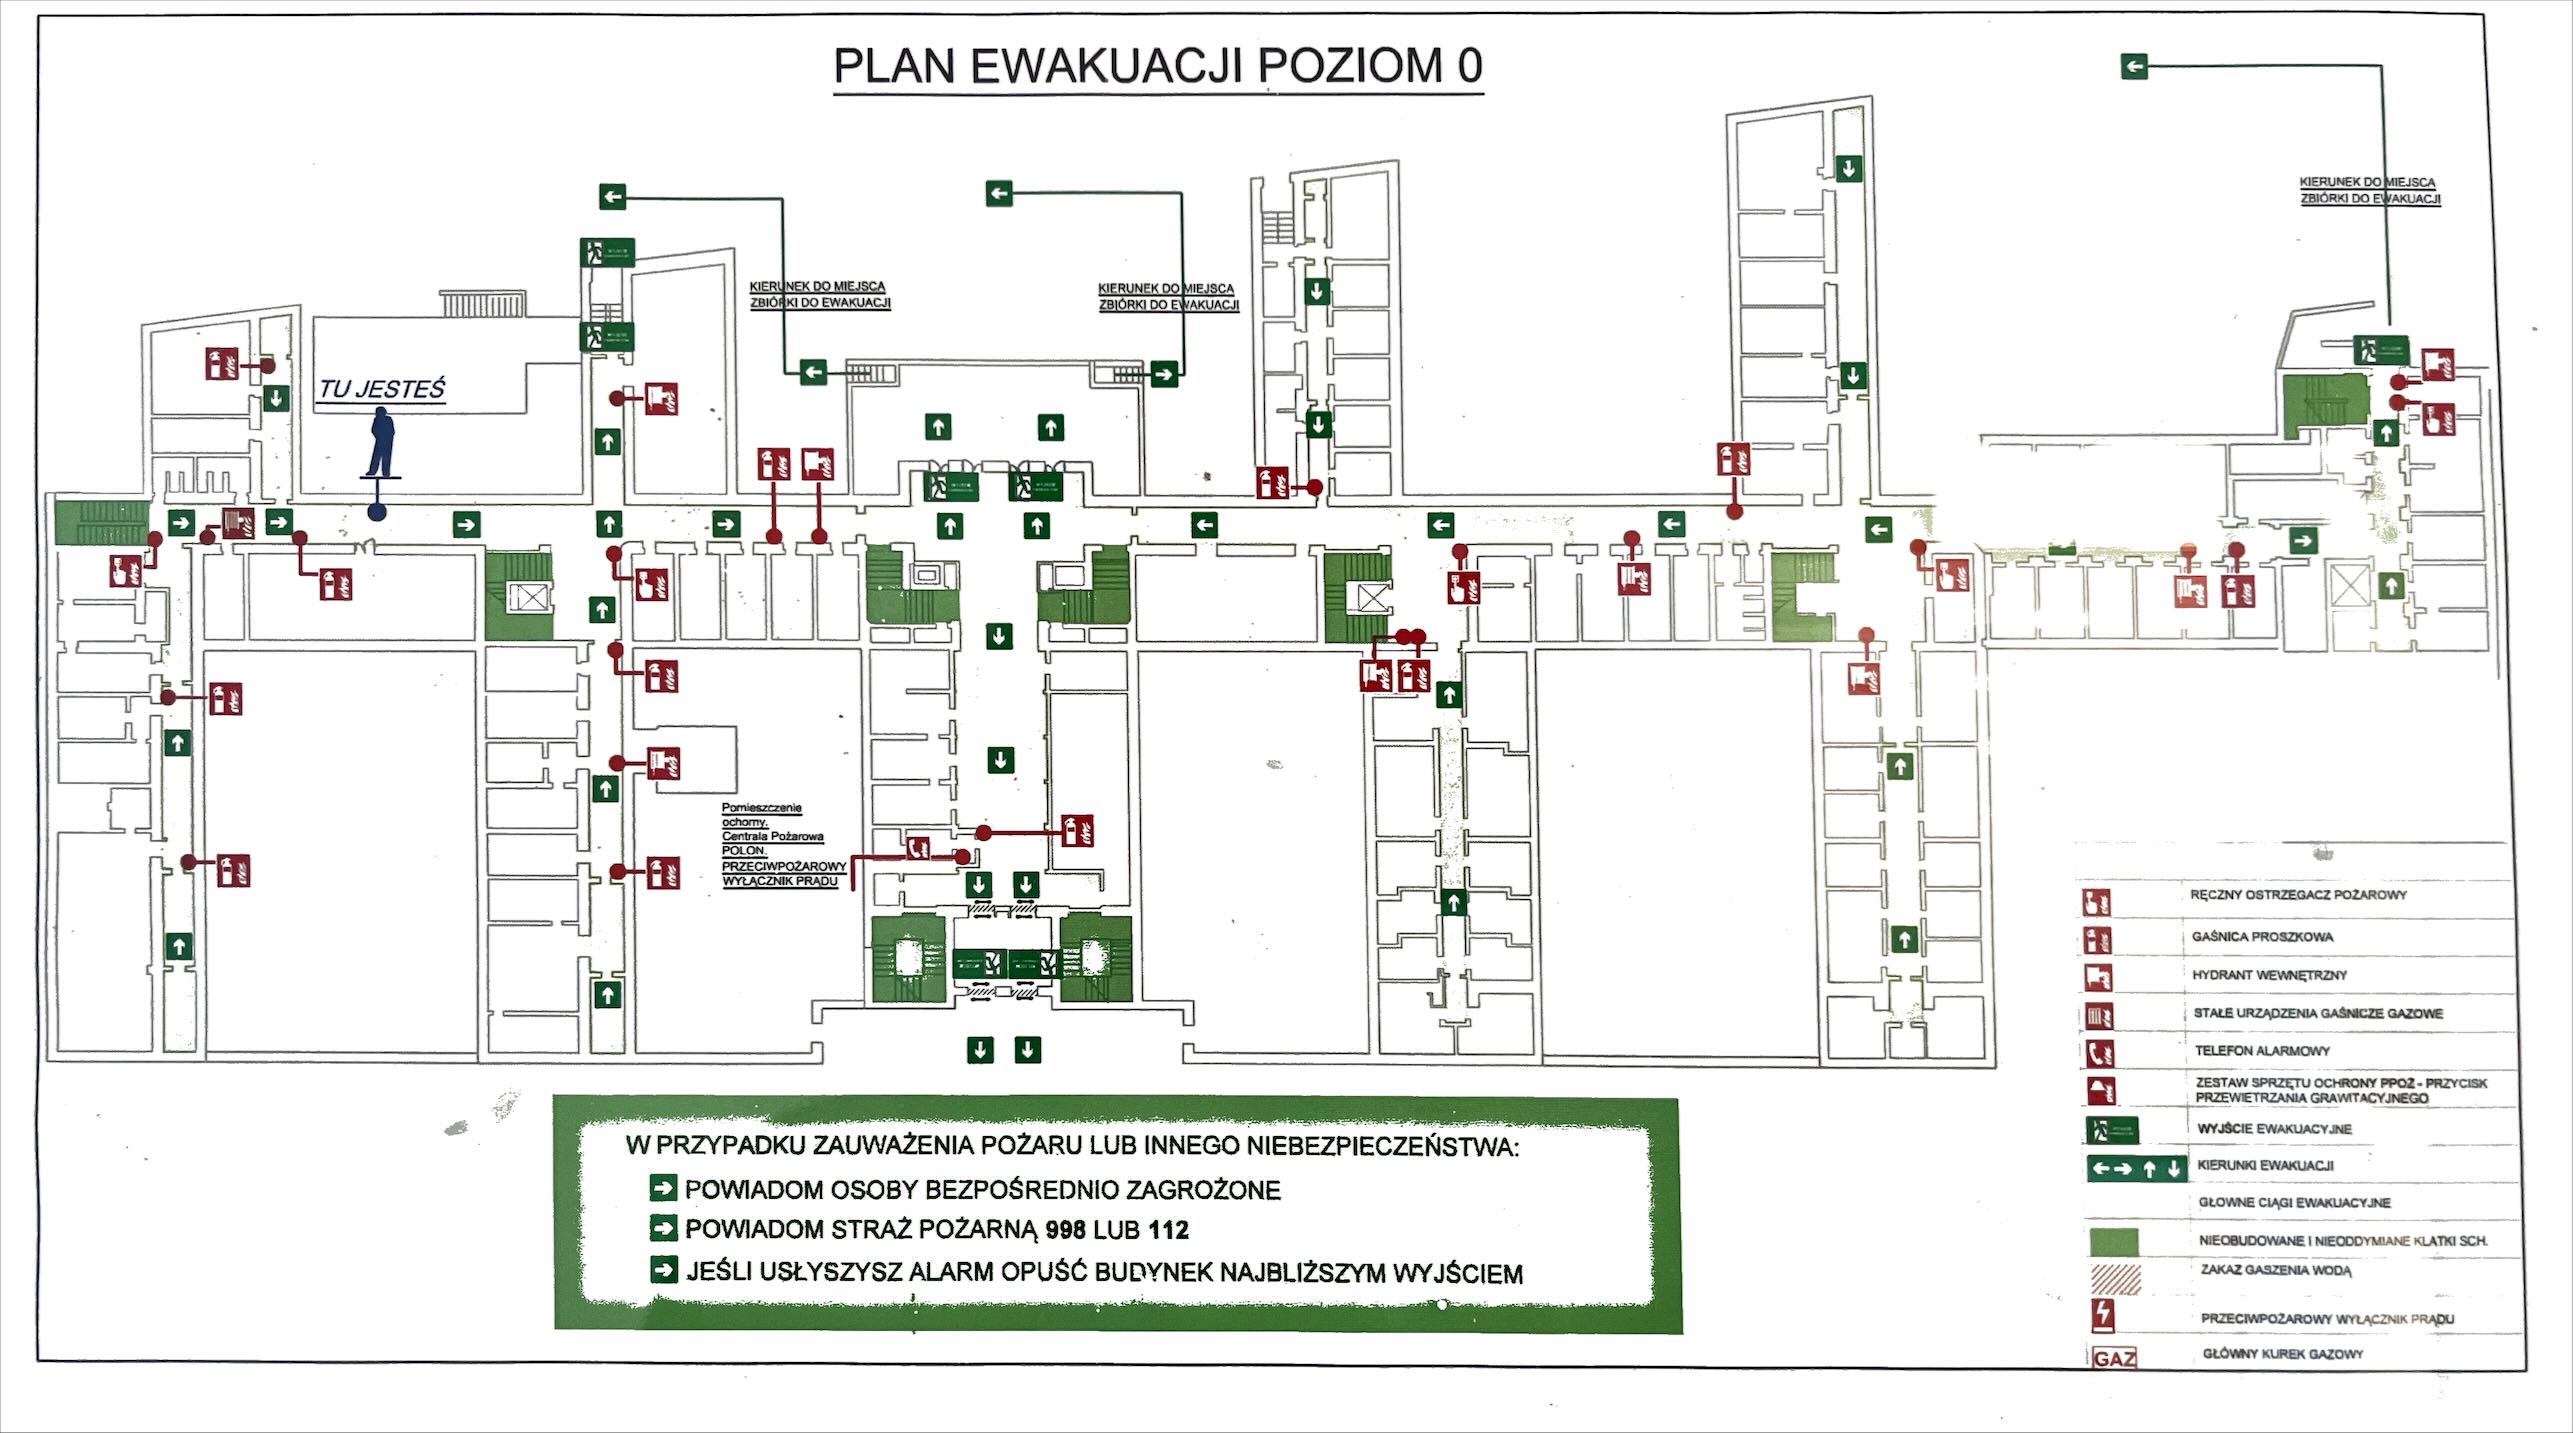 PLAN EWAKUACJI POZIOM 0
KIERUNEK DO MIEJSCA
ZBIÓRKI DO EWAKUACJI
KIERUNEK DO MIEJSCA
ZBIÓRKI DO EWAKUACJI
KIERUNEK DO MIEJSCA
ZBIÓRKI DO EWAKUACJI
TU JESTEŚ
Pomieszczenie
ochorny.
Centrala Pożarowa
POLON.
PRZECIWPOŻAROWY
WYŁĄCZNIK PRĄDU
RĘCZNY OSTRZEGACZ POŻAROWY
GAŚNICA PROSZKOWA
HYDRANT WEWNĘTRZNY
STAŁE URZĄDZENIA GAŚNICZE GAZOWE
TELEFON ALARMOWY
ZESTAW SPRZĘTU OCHRONY PPOŻ - PRZYCISK
PRZEWIETRZANIA GRAWITACYJNEGO
WYJŚCIE EWAKUACYJNE
KIERUNKI EWAKUACJI
GŁOWNE CIĄGI EWAKUACYJNE
NIEOBUDOWANE I NIEODDYMIANE KLATKI SCH.
ZAKAZ GASZENIA WODĄ
PRZECIWPOŻAROWY WYŁĄCZNIK PRĄDU
GAZ GŁÓWNY KUREK GAZOWY
W PRZYPADKU ZAUWAŻENIA POŻARU LUB INNEGO NIEBEZPIECZEŃSTWA:
POWIADOM OSOBY BEZPOŚREDNIO ZAGROŻONE
POWIADOM STRAŻ POŻARNĄ 998 LUB 112
JEŚLI USŁYSZYSZ ALARM OPUŚĆ BUDYNEK NAJBLIŻSZYM WYJŚCIEM